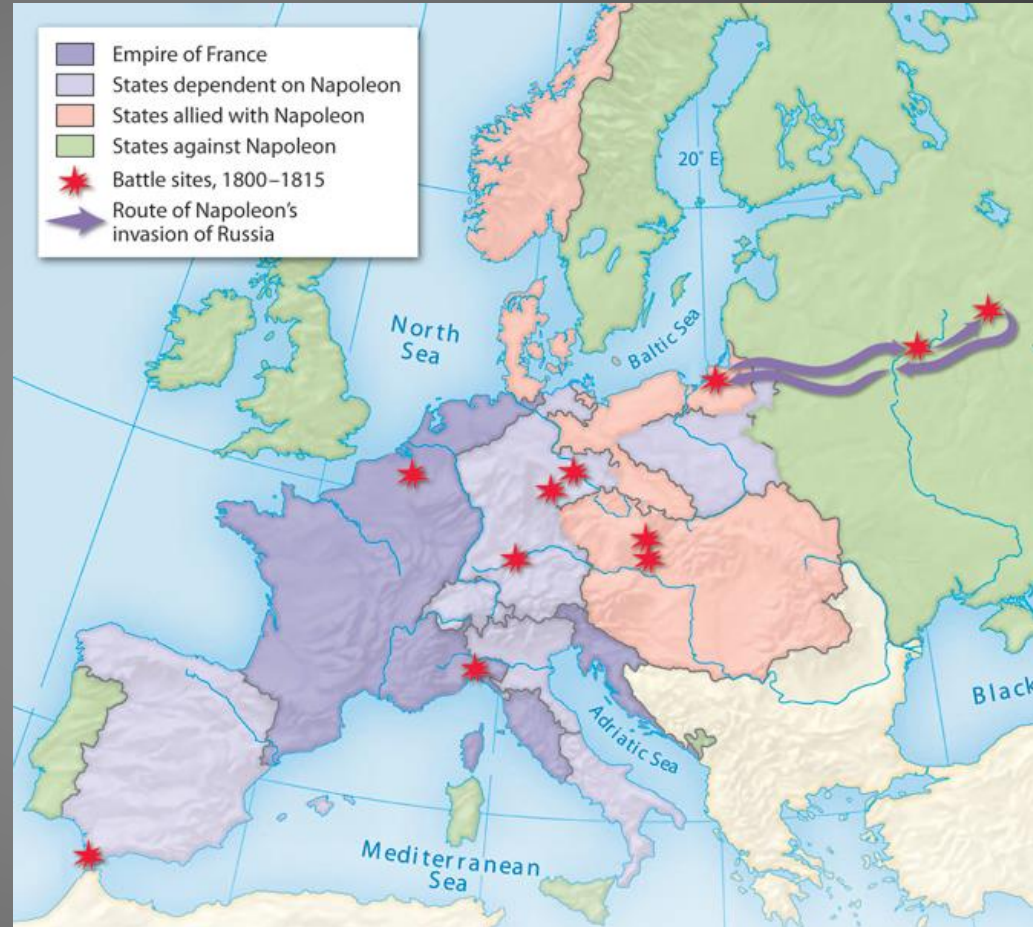 Empire of France
States dependent on Napoleon
States allied with Napoleon
States against Napoleon
Battle sites, 1800–1815
Route of Napoleon's
invasion of Russia
20° E
North
Sea
Baltic Sea
Black
Adriatic Sea
Mediterranean
Sea